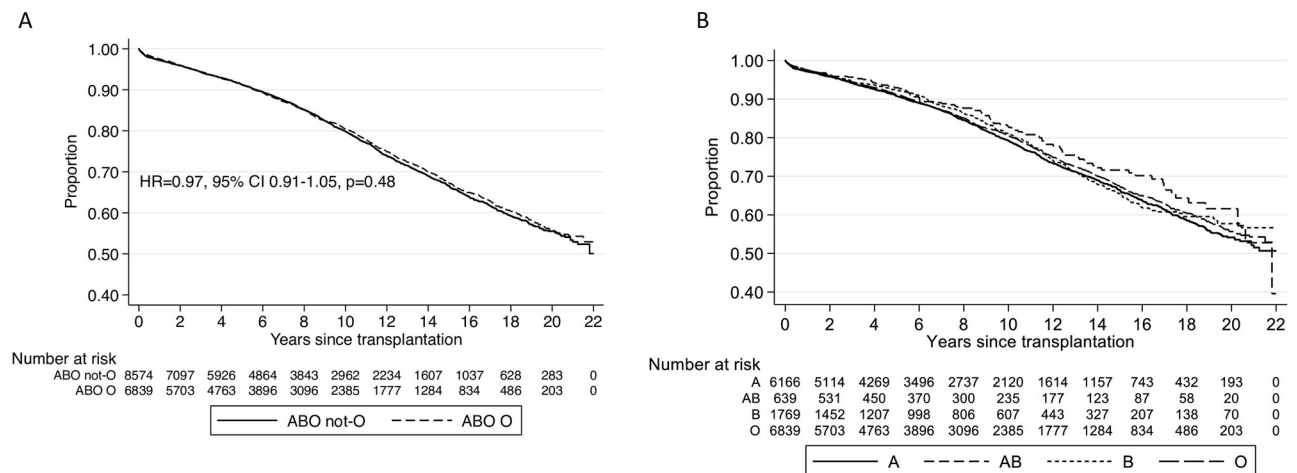 A
1.00
0.90
0.80
0.70
0.60
0.50
0.40
Proportion
HR=0.97, 95% CI 0.91-1.05, p=0.48
0 2 4 6 8 10 12 14 16 18 20 22
Years since transplantation
Number at risk
ABO not-O 8574 7097 5926 4864 3843 2962 2234 1607 1037 628 283 0
ABO O 6839 5703 4763 3896 3096 2385 1777 1284 834 486 203 0
ABO not-O ABO O
B
1.00
0.90
0.80
0.70
0.60
0.50
0.40
Proportion
0 2 4 6 8 10 12 14 16 18 20 22
Years since transplantation
Number at risk
A 6166 5114 4269 3496 2737 2120 1614 1157 743 432 193 0
AB 639 531 450 370 300 235 177 123 87 58 20 0
B 1769 1452 1207 998 806 607 443 327 207 138 70 0
O 6839 5703 4763 3896 3096 2385 1777 1284 834 486 203 0
A AB B O